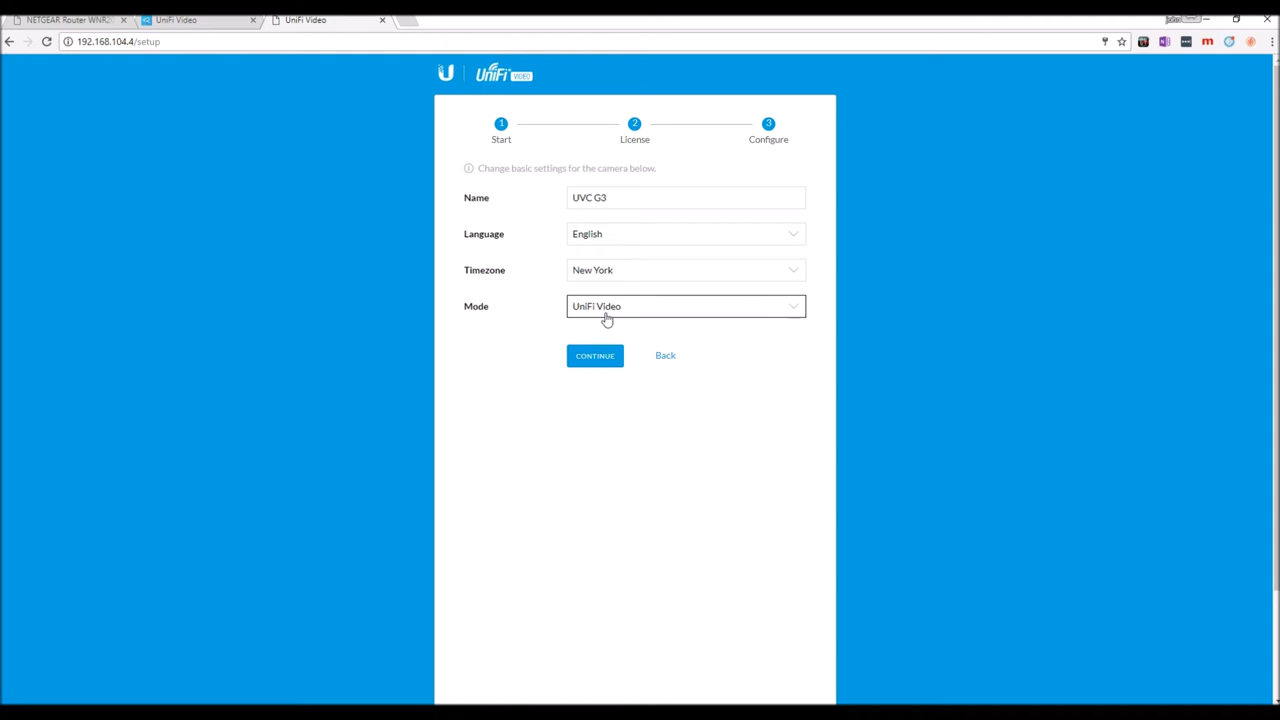 NETGEAR Router WNR2
UniFi Video
UniFi Video
192.168.104.4/setup
U UniFi VIDEO
1 2 3
Start License Configure
Change basic settings for the camera below.
Name UVC G3
Language English
Timezone New York
Mode UniFi Video
CONTINUE Back